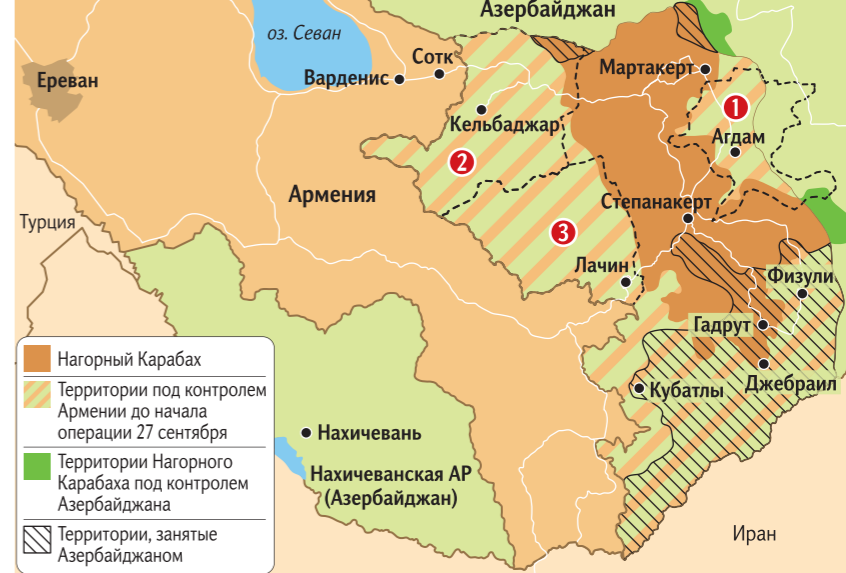 Азербайджан
оз. Севан
Ереван
Варденис
Сотк
Мартакерт
1
Кельбаджар
Агдам
2
Армения
Степанакерт
Турция
3
Лачин
Физули
Гадрут
Кубатлы
Джебраил
Нагорный Карабах
Территории под контролем
Армении до начала
операции 27 сентября
Территории Нагорного
Карабаха под контролем
Азербайджана
Территории, занятые
Азербайджаном
Нахичевань
Нахичеванская АР
(Азербайджан)
Иран